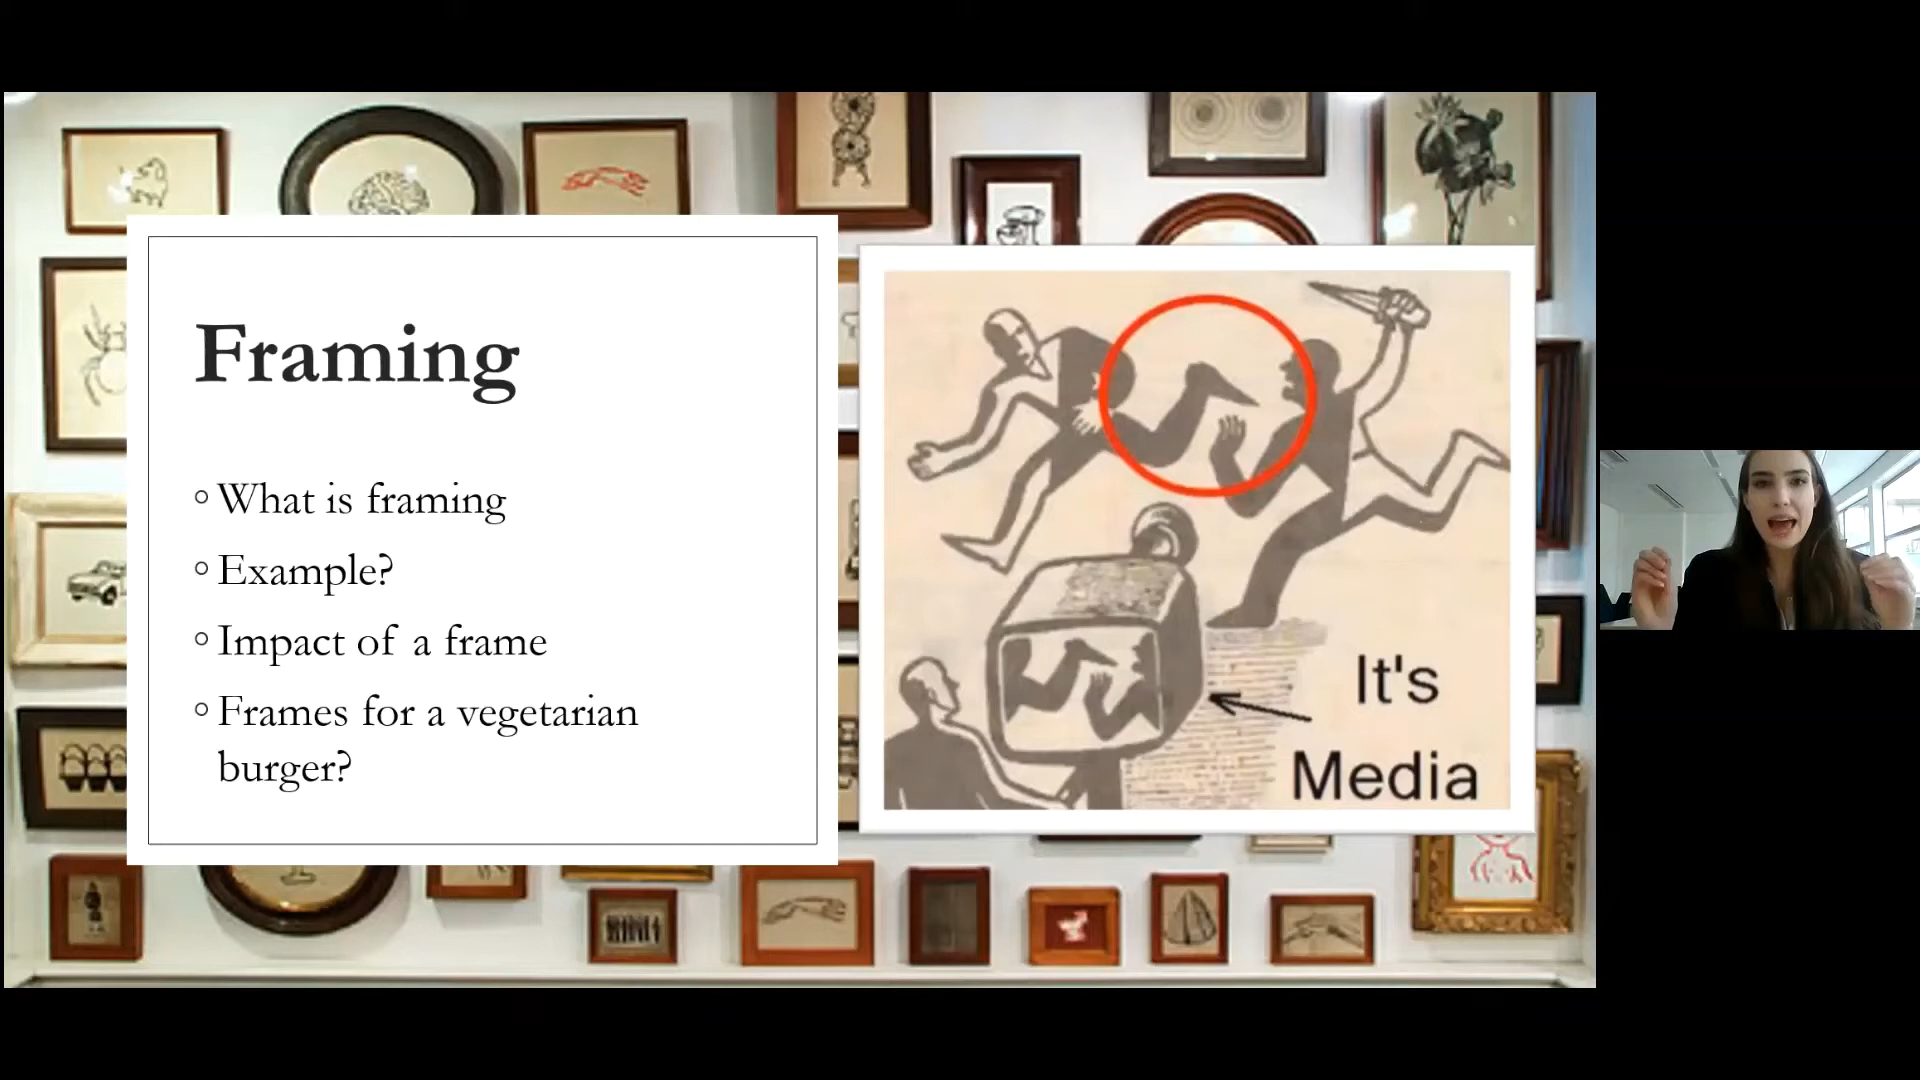 Framing
What is framing
Example?
Impact of a frame
Frames for a vegetarian
burger?
It's
Media